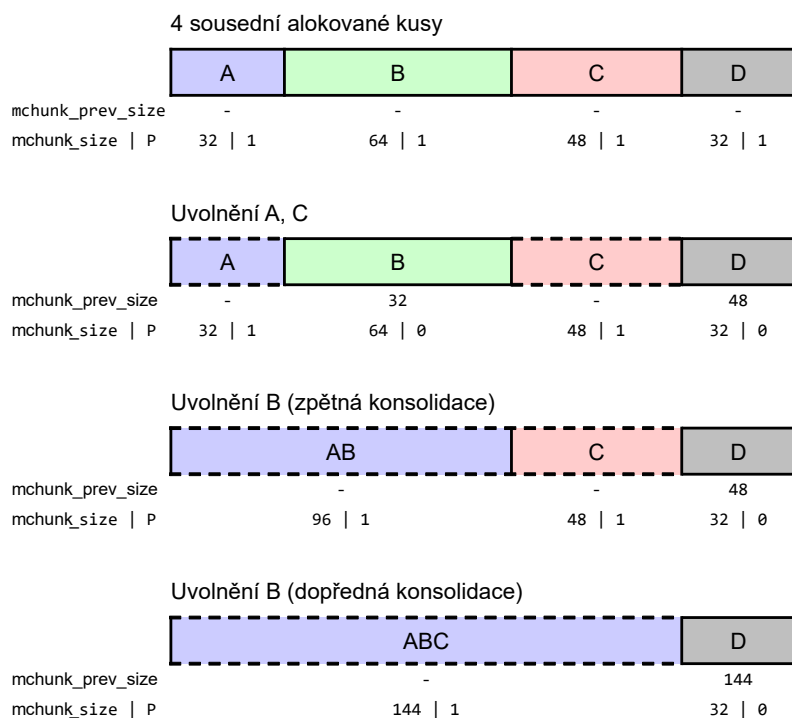 4 sousední alokované kusy
A B C D
mchunk_prev_size - - - -
mchunk_size | P 32 | 1 64 | 1 48 | 1 32 | 1
Uvolnění A, C
A B C D
mchunk_prev_size - 32 - 48
mchunk_size | P 32 | 1 64 | 0 48 | 1 32 | 0
Uvolnění B (zpětná konsolidace)
AB C D
mchunk_prev_size - - 48
mchunk_size | P 96 | 1 48 | 1 32 | 0
Uvolnění B (dopředná konsolidace)
ABC D
mchunk_prev_size - 144
mchunk_size | P 144 | 1 32 | 0